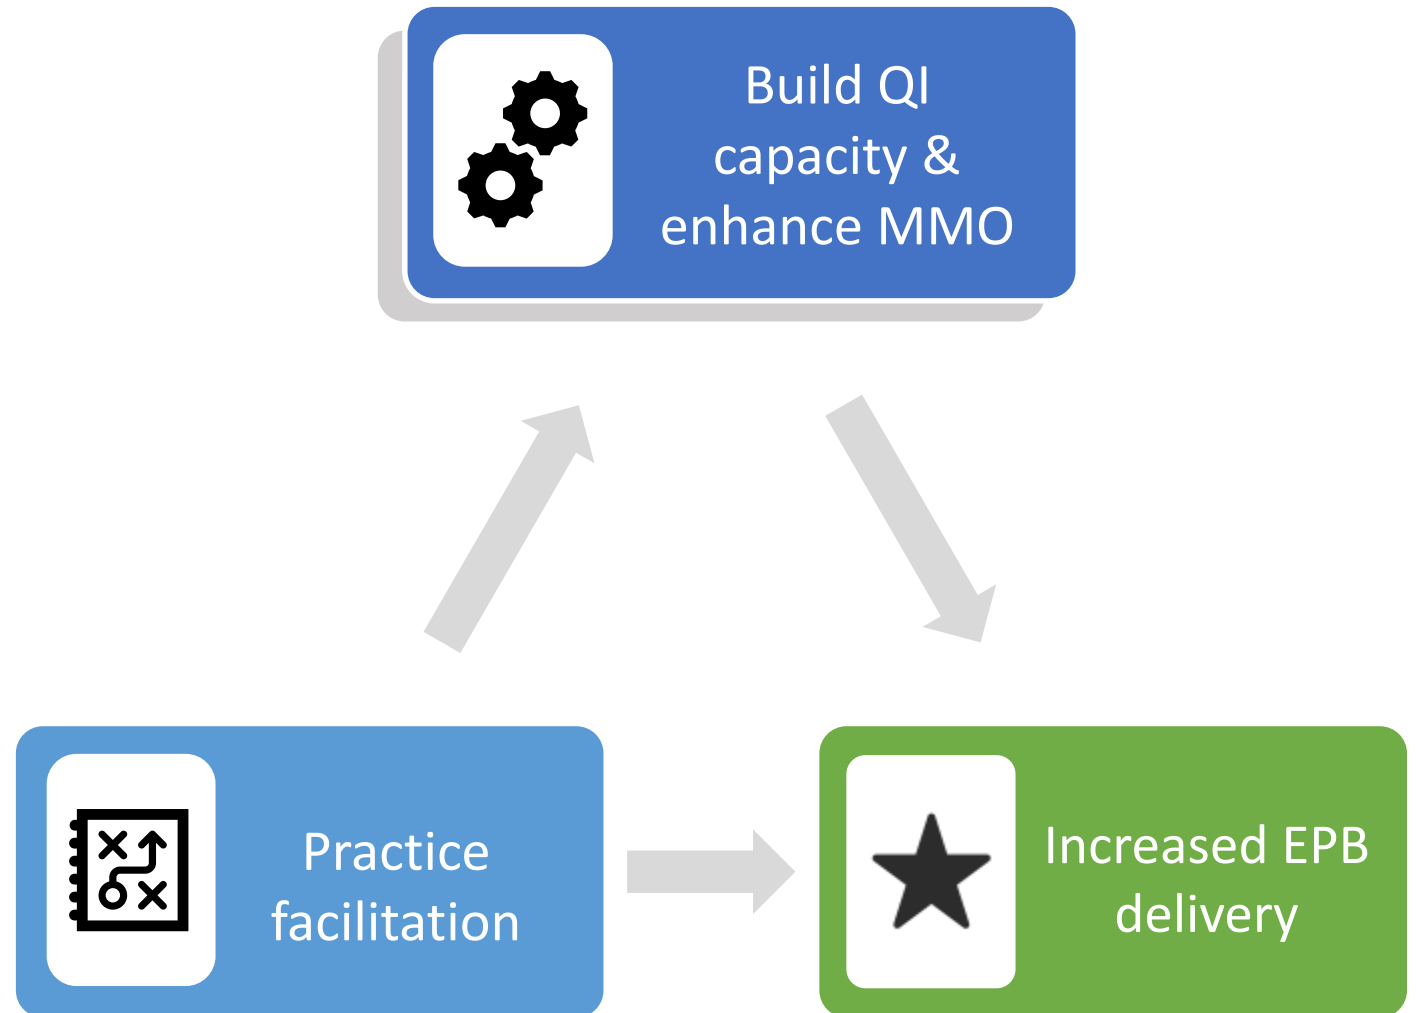 Build QI
capacity &
enhance MMO
Practice
facilitation
Increased EPB
delivery